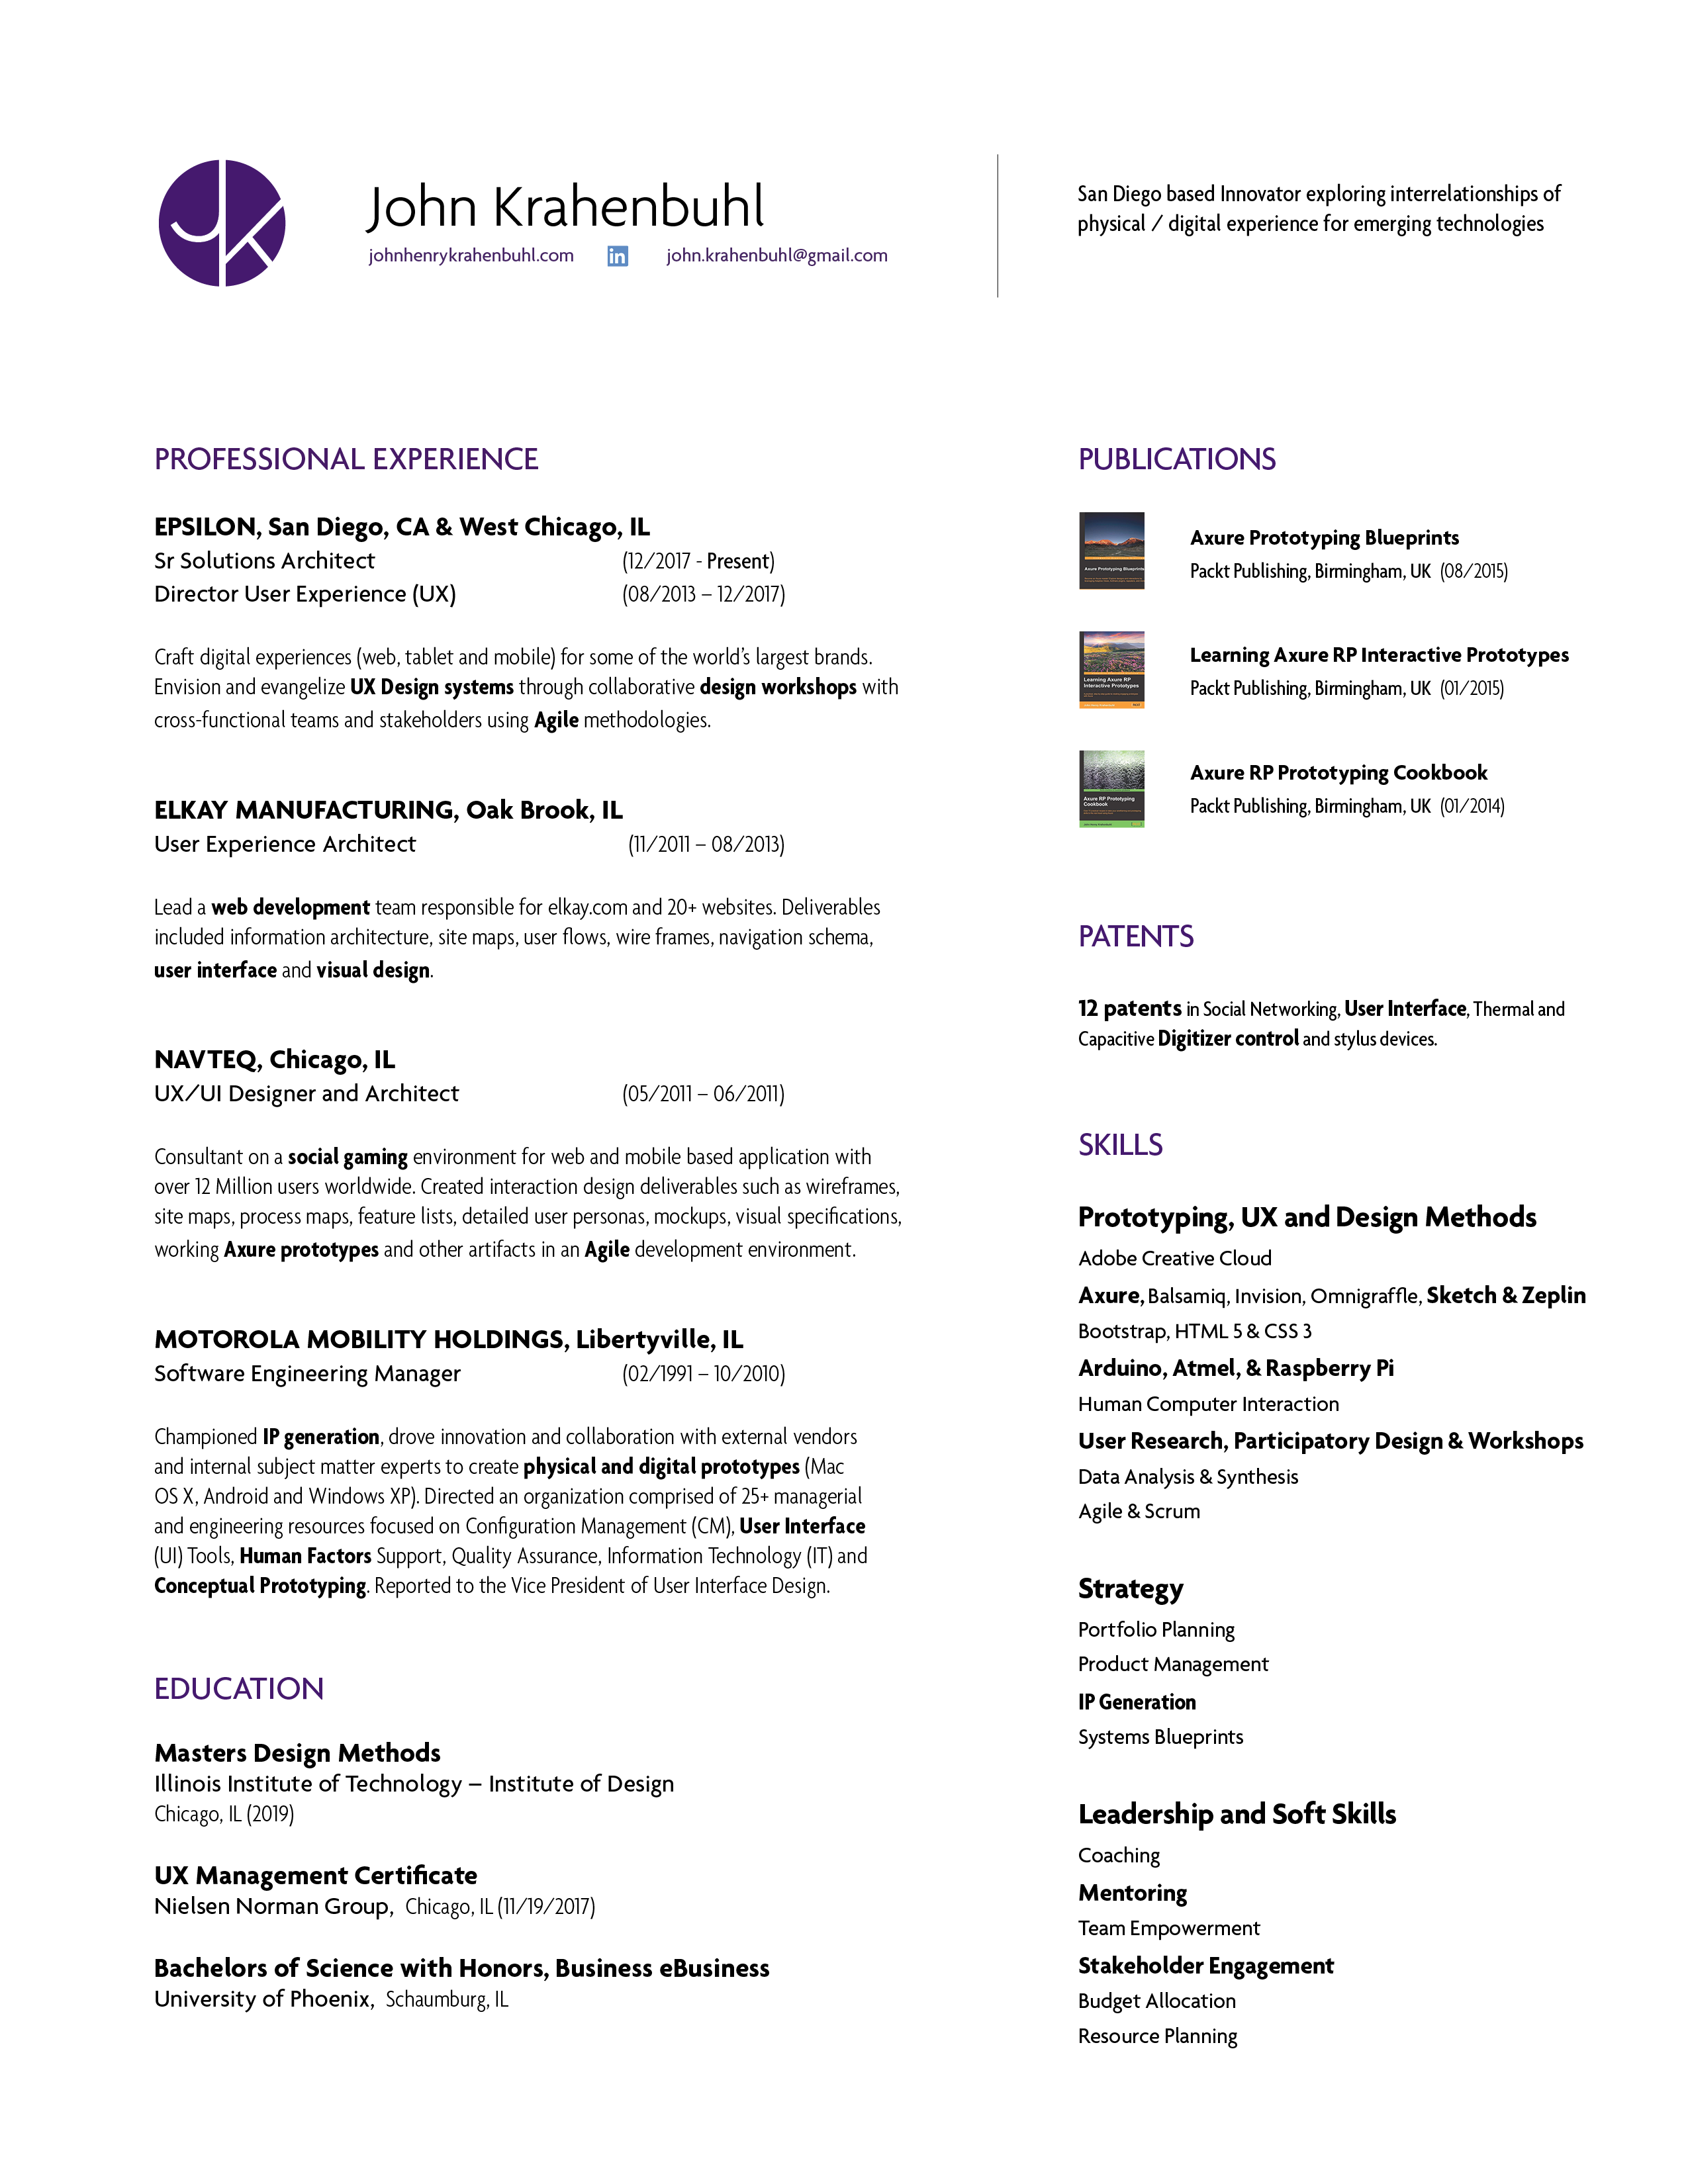 JK
John Krahenbuhl
johnhenrykrahenbuhl.com in john.krahenbuhl@gmail.com
San Diego based Innovator exploring interrelationships of
physical / digital experience for emerging technologies
PROFESSIONAL EXPERIENCE
EPSILON, San Diego, CA & West Chicago, IL
Sr Solutions Architect (12/2017 - Present)
Director User Experience (UX) (08/2013 – 12/2017)
Craft digital experiences (web, tablet and mobile) for some of the world’s largest brands.
Envision and evangelize UX Design systems through collaborative design workshops with
cross-functional teams and stakeholders using Agile methodologies.
ELKAY MANUFACTURING, Oak Brook, IL
User Experience Architect (11/2011 – 08/2013)
Lead a web development team responsible for elkay.com and 20+ websites. Deliverables
included information architecture, site maps, user flows, wire frames, navigation schema,
user interface and visual design.
NAVTEQ, Chicago, IL
UX/UI Designer and Architect (05/2011 – 06/2011)
Consultant on a social gaming environment for web and mobile based application with
over 12 Million users worldwide. Created interaction design deliverables such as wireframes,
site maps, process maps, feature lists, detailed user personas, mockups, visual specifications,
working Axure prototypes and other artifacts in an Agile development environment.
MOTOROLA MOBILITY HOLDINGS, Libertyville, IL
Software Engineering Manager (02/1991 – 10/2010)
Championed IP generation, drove innovation and collaboration with external vendors
and internal subject matter experts to create physical and digital prototypes (Mac
OS X, Android and Windows XP). Directed an organization comprised of 25+ managerial
and engineering resources focused on Configuration Management (CM), User Interface
(UI) Tools, Human Factors Support, Quality Assurance, Information Technology (IT) and
Conceptual Prototyping. Reported to the Vice President of User Interface Design.
EDUCATION
Masters Design Methods
Illinois Institute of Technology – Institute of Design
Chicago, IL (2019)
UX Management Certificate
Nielsen Norman Group, Chicago, IL (11/19/2017)
Bachelors of Science with Honors, Business eBusiness
University of Phoenix, Schaumburg, IL
PUBLICATIONS
Axure Prototyping Blueprints
Axure Prototyping Blueprints
Packt Publishing, Birmingham, UK (08/2015)
Learning Axure RP
Interactive Prototypes
Learning Axure RP Interactive Prototypes
Packt Publishing, Birmingham, UK (01/2015)
Axure RP Prototyping
Cookbook
Axure RP Prototyping Cookbook
Packt Publishing, Birmingham, UK (01/2014)
PATENTS
12 patents in Social Networking, User Interface, Thermal and
Capacitive Digitizer control and stylus devices.
SKILLS
Prototyping, UX and Design Methods
Adobe Creative Cloud
Axure, Balsamiq, Invision, Omnigraffle, Sketch & Zeplin
Bootstrap, HTML 5 & CSS 3
Arduino, Atmel, & Raspberry Pi
Human Computer Interaction
User Research, Participatory Design & Workshops
Data Analysis & Synthesis
Agile & Scrum
Strategy
Portfolio Planning
Product Management
IP Generation
Systems Blueprints
Leadership and Soft Skills
Coaching
Mentoring
Team Empowerment
Stakeholder Engagement
Budget Allocation
Resource Planning